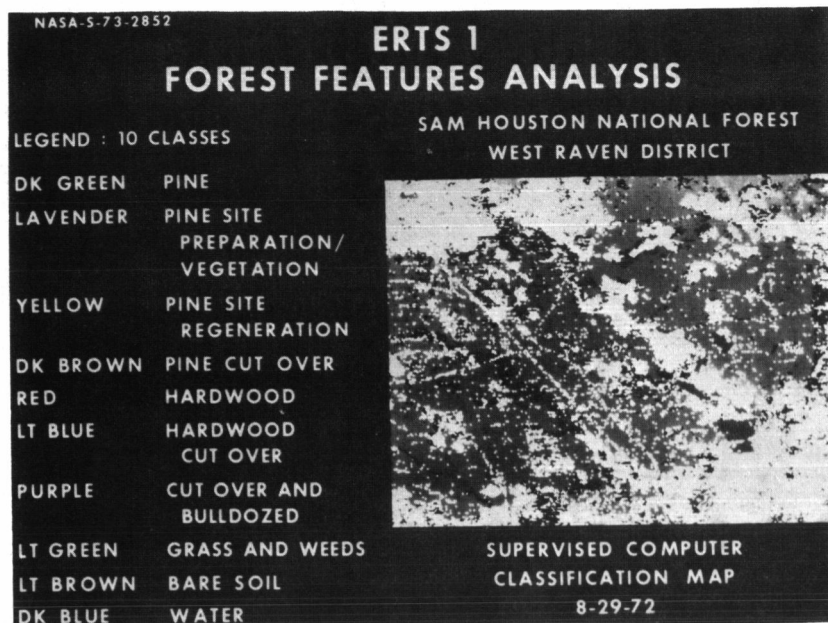 NASA-S-73-2852
ERTS 1
FOREST FEATURES ANALYSIS
LEGEND : 10 CLASSES
DK GREEN PINE
LAVENDER PINE SITE
PREPARATION/
VEGETATION
YELLOW PINE SITE
REGENERATION
DK BROWN PINE CUT OVER
RED HARDWOOD
LT BLUE HARDWOOD
CUT OVER
PURPLE CUT OVER AND
BULLDOZED
LT GREEN GRASS AND WEEDS
LT BROWN BARE SOIL
DK BLUE WATER
SAM HOUSTON NATIONAL FOREST
WEST RAVEN DISTRICT
SUPERVISED COMPUTER
CLASSIFICATION MAP
8-29-72